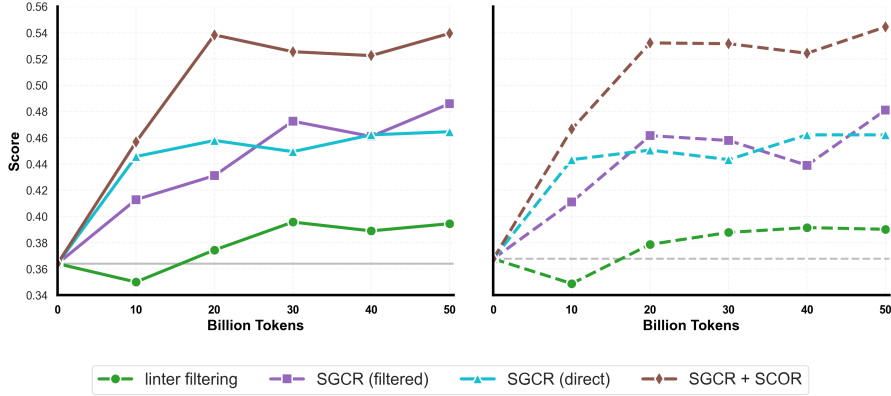 0.56
0.54
0.52
0.50
0.48
0.46
0.44
0.42
0.40
0.38
0.36
0.34
Score
0 10 20 30 40 50
Billion Tokens
0 10 20 30 40 50
Billion Tokens
linter filtering SGCR (filtered) SGCR (direct) SGCR + SCOR